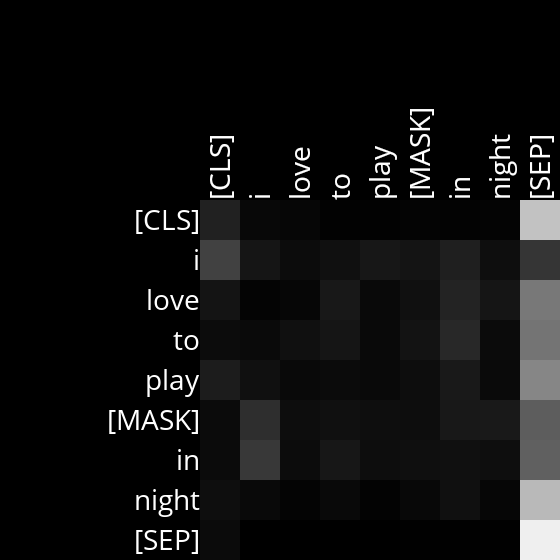 [CLS] i love to play [MASK] in night [SEP]
[CLS]
i
love
to
play
[MASK]
in
night
[SEP]